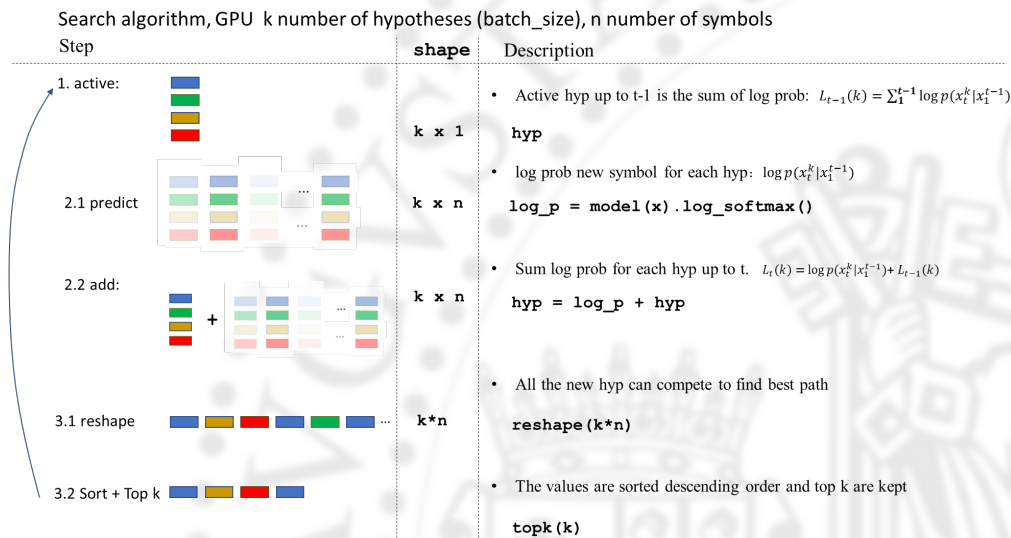 Search algorithm, GPU k number of hypotheses (batch_size), n number of symbols
Step shape Description
1. active:
• Active hyp up to t-1 is the sum of log prob: $L_{t-1}(k) = \sum_{1}^{t-1} \log p(x_t^k|x_1^{t-1})$
k x 1 hyp
• log prob new symbol for each hyp: $\log p(x_t^k|x_1^{t-1})$
2.1 predict ... k x n log_p = model(x).log_softmax()
...
• Sum log prob for each hyp up to t. $L_t(k) = \log p(x_t^k|x_1^{t-1}) + L_{t-1}(k)$
2.2 add: k x n
+ ... hyp = log_p + hyp
...
• All the new hyp can compete to find best path
3.1 reshape ... k*n reshape(k*n)
• The values are sorted descending order and top k are kept
3.2 Sort + Top k
topk(k)